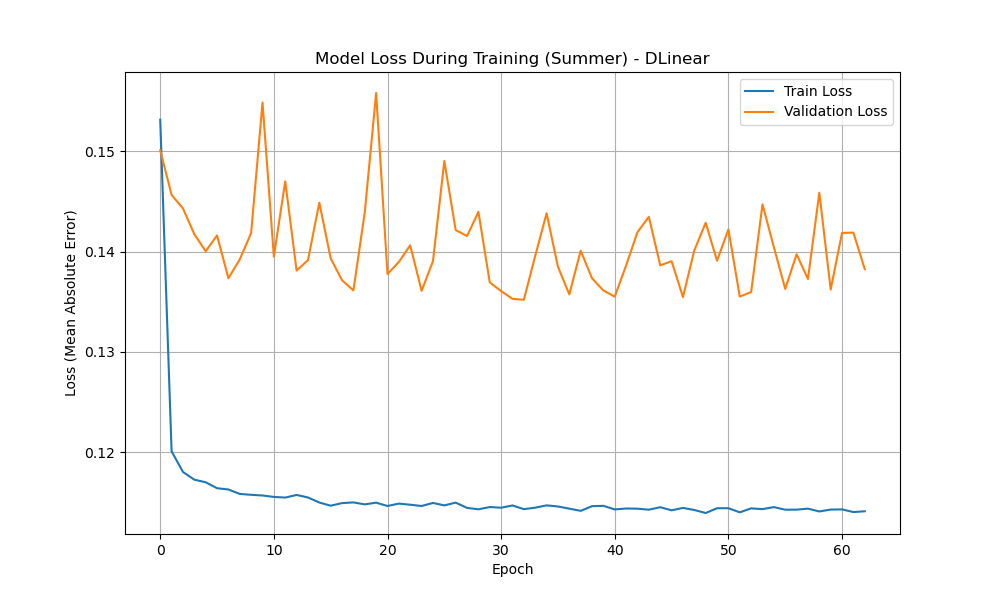 Model Loss During Training (Summer) - DLinear
Train Loss
Validation Loss
Loss (Mean Absolute Error)
0.15
0.14
0.13
0.12
0 10 20 30 40 50 60
Epoch